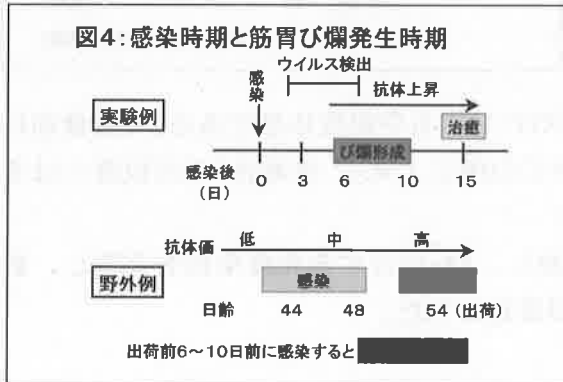 図4:感染時期と筋胃び爛発生時期
ウイルス検出
感染
抗体上昇
実験例
治癒
び爛形成
感染後
(日)
0 3 6 10 15
抗体価 低 中 高
野外例
感染
日齢 44 48 54 (出荷)
出荷前6〜10日前に感染すると